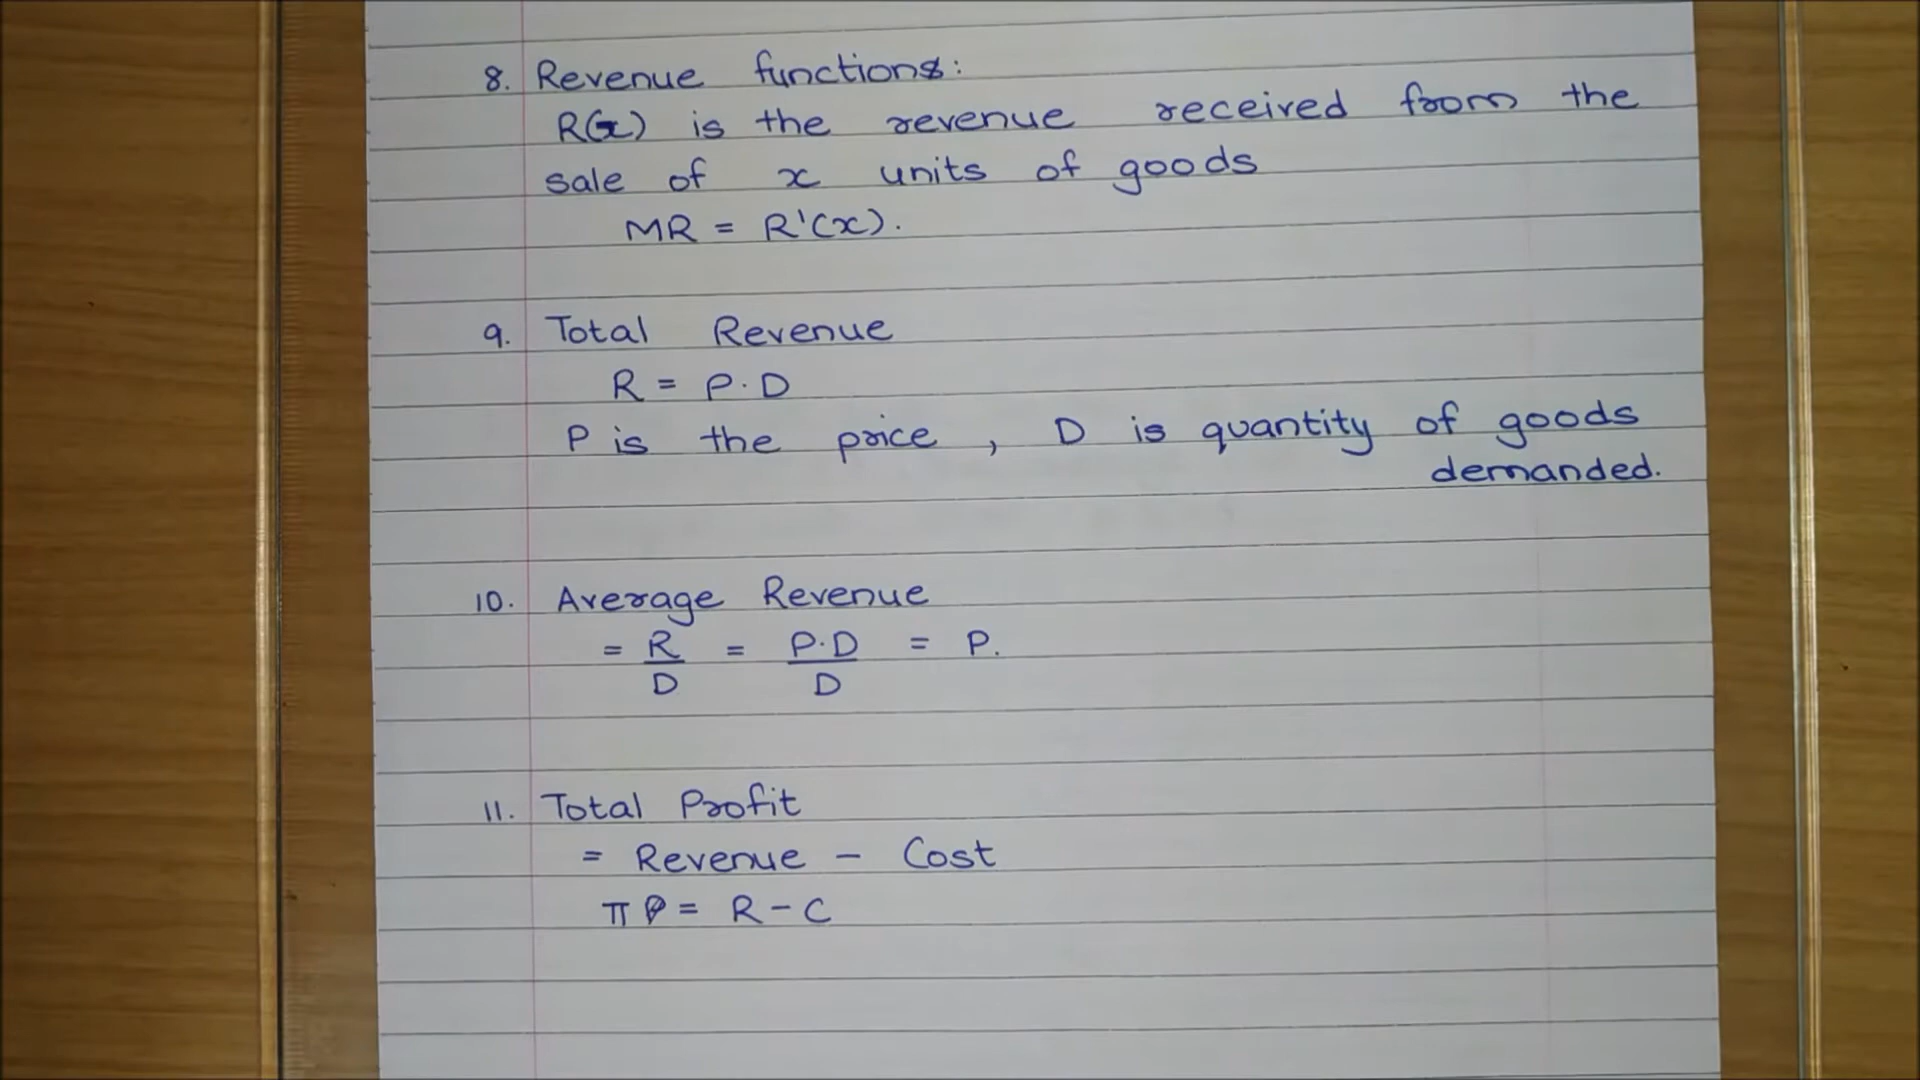 8. Revenue functions:
R(x) is the revenue received from the
sale of x units of goods
MR = R'(x).
9. Total Revenue
R = P·D
P is the price, D is quantity of goods
demanded.
10. Average Revenue
= R/D = P·D/D = P.
11. Total Profit
= Revenue - Cost
π = R - C